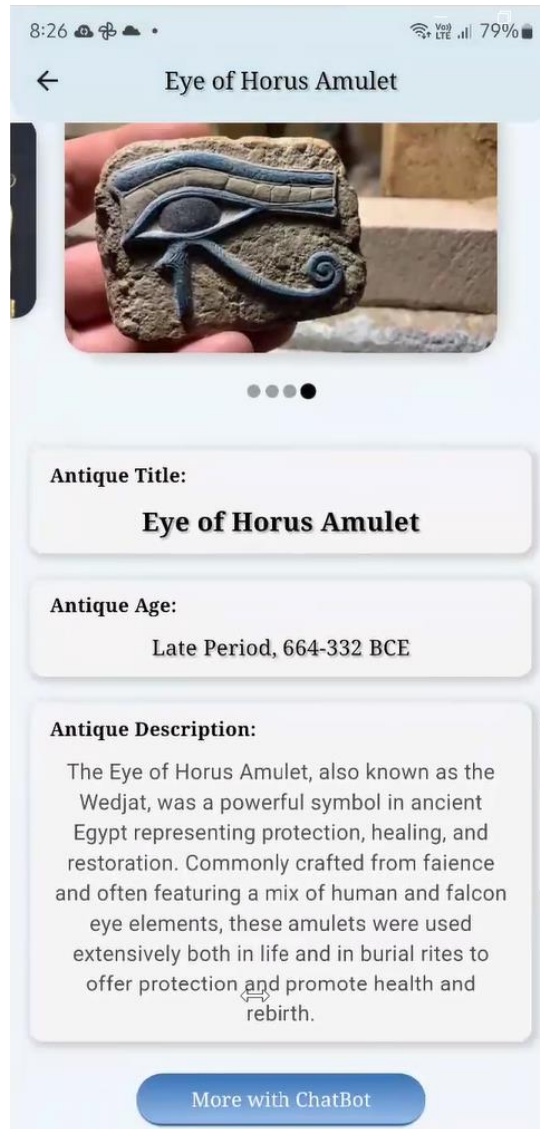 8:26
Vo))
LTE
79%
Eye of Horus Amulet
Antique Title:
Eye of Horus Amulet
Antique Age:
Late Period, 664-332 BCE
Antique Description:
The Eye of Horus Amulet, also known as the
Wedjat, was a powerful symbol in ancient
Egypt representing protection, healing, and
restoration. Commonly crafted from faience
and often featuring a mix of human and falcon
eye elements, these amulets were used
extensively both in life and in burial rites to
offer protection and promote health and
rebirth.
More with ChatBot